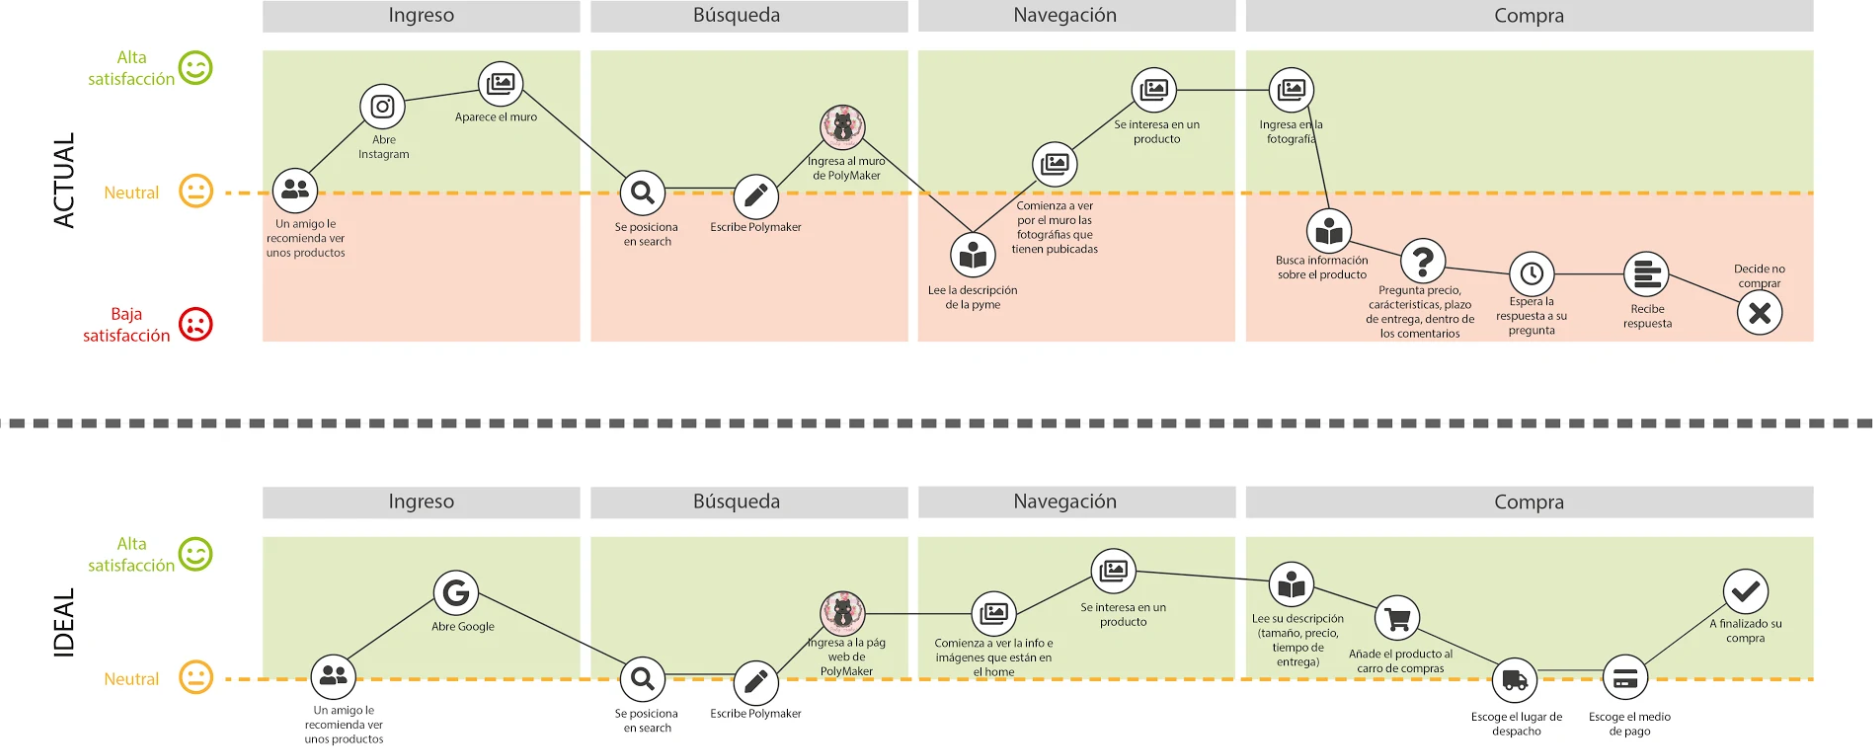 Ingreso
Búsqueda
Navegación
Compra
ACTUAL
Alta
satisfacción
Neutral
Baja
satisfacción
Un amigo le
recomienda ver
unos productos
Abre
Instagram
Aparece el muro
Se posiciona
en search
Escribe Polymaker
Ingresa al muro
de PolyMaker
Lee la descripción
de la pyme
Comienza a ver
por el muro las
fotográfias que
tienen pubicadas
Se interesa en un
producto
Ingresa en la
fotografía
Busca información
sobre el producto
Pregunta precio,
carácteristicas, plazo
de entrega, dentro de
los comentarios
Espera la
respuesta a su
pregunta
Recibe
respuesta
Decide no
comprar
Ingreso
Búsqueda
Navegación
Compra
IDEAL
Alta
satisfacción
Neutral
Un amigo le
recomienda ver
unos productos
Abre Google
Se posiciona
en search
Escribe Polymaker
Ingresa a la pág
web de
PolyMaker
Comienza a ver la info e
imágenes que están en
el home
Se interesa en un
producto
Lee su descripción
(tamaño, precio,
tiempo de
entrega)
Añade el producto al
carro de compras
Escoge el lugar de
despacho
Escoge el medio
de pago
A finalizado su
compra